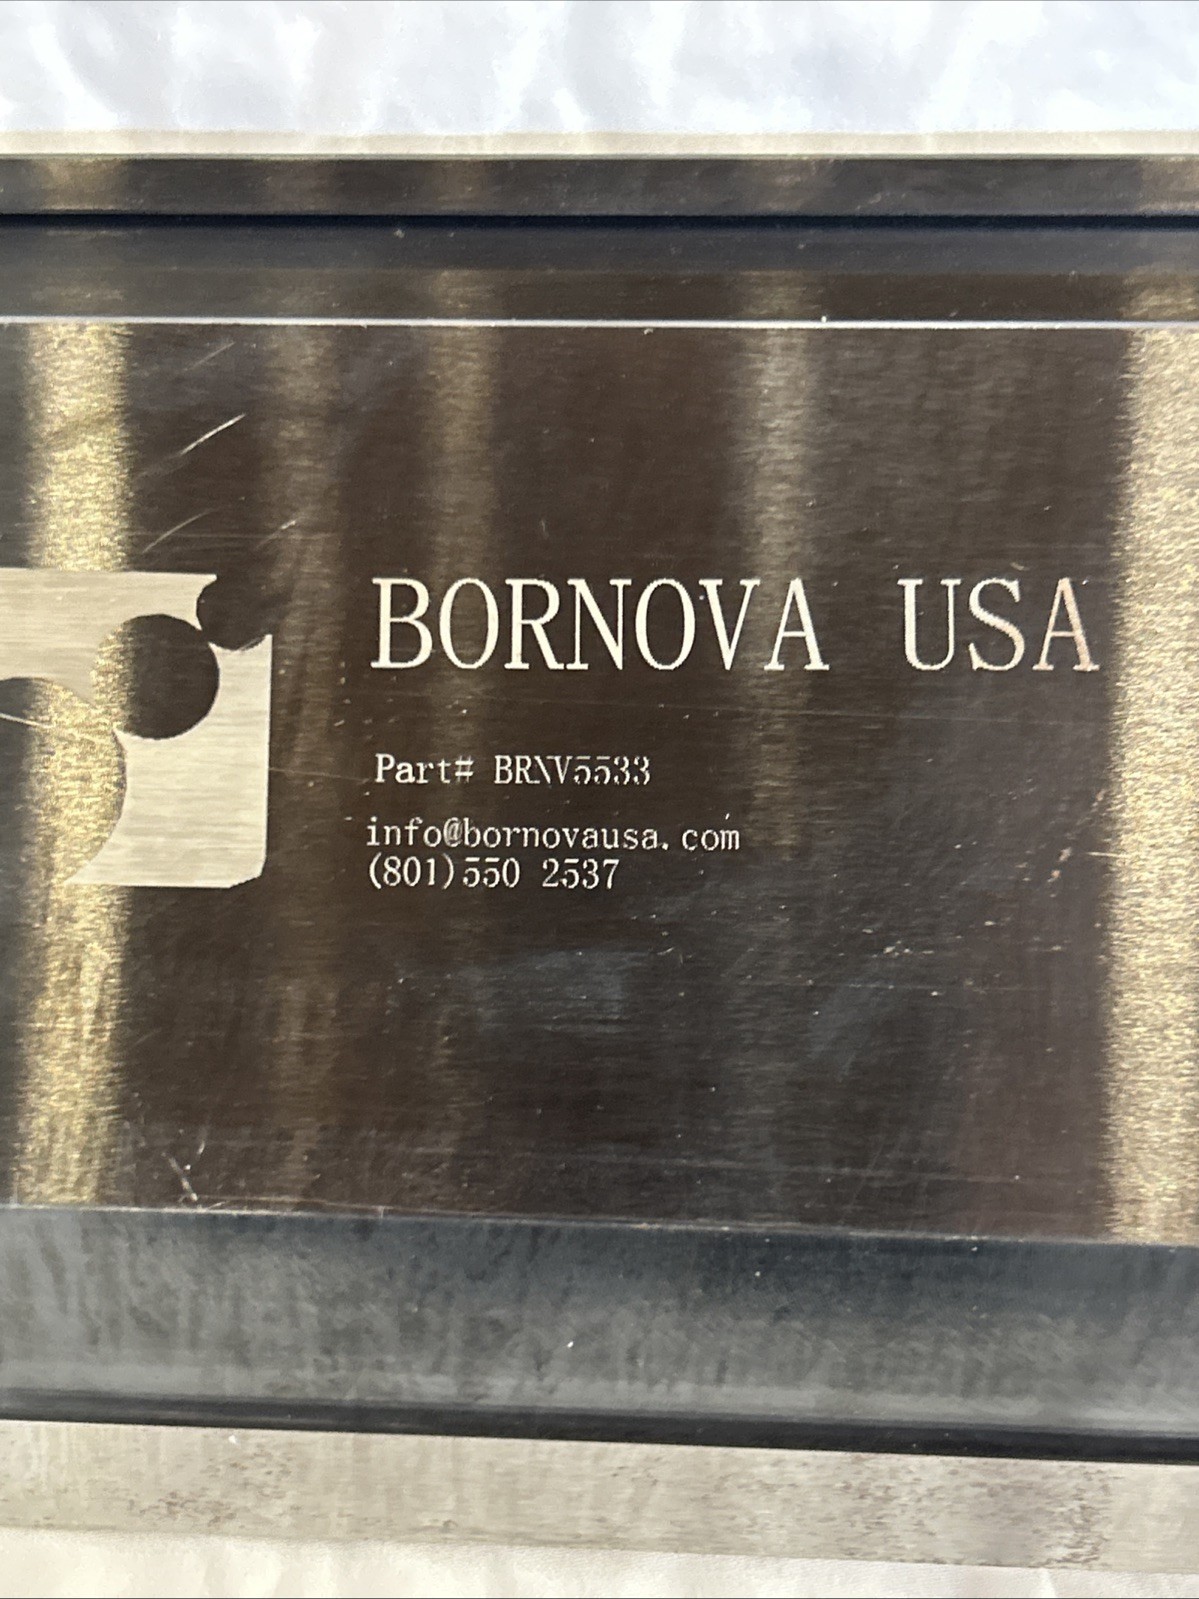 BORNOVA USA
Part# BRNV5533
info@bornovausa.com
(801)550 2537